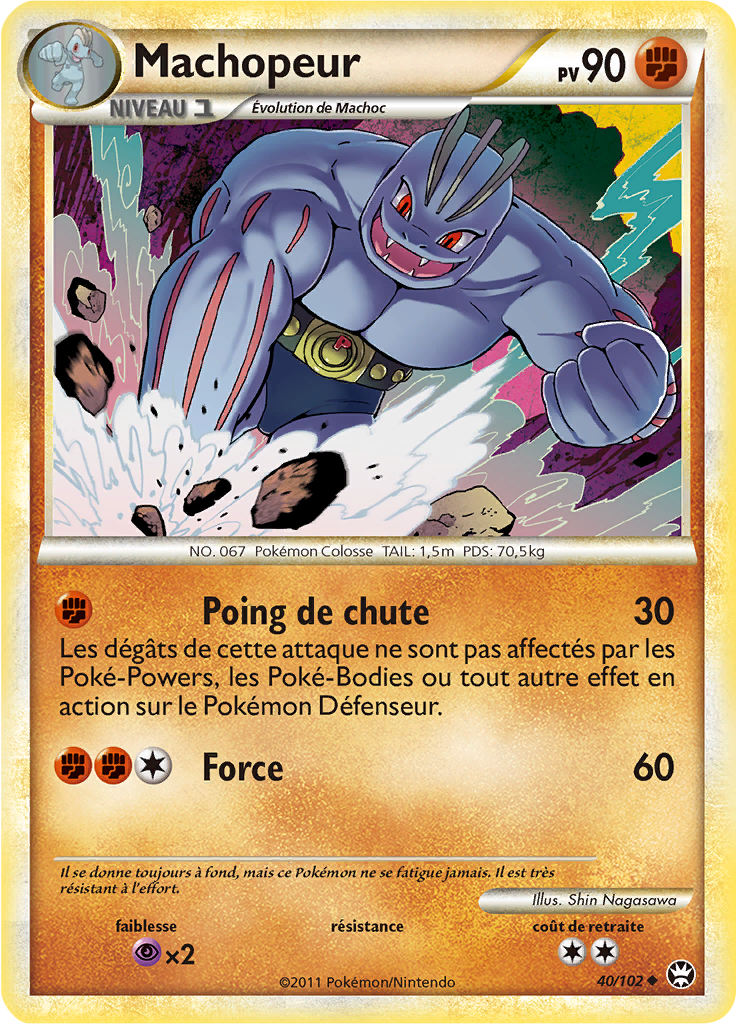 Machopeur
PV 90
NIVEAU 1
Évolution de Machoc
P
NO. 067 Pokémon Colosse TAIL: 1,5m PDS: 70,5kg
Poing de chute 30
Les dégâts de cette attaque ne sont pas affectés par les
Poké-Powers, les Poké-Bodies ou tout autre effet en
action sur le Pokémon Défenseur.
Force 60
Il se donne toujours à fond, mais ce Pokémon ne se fatigue jamais. Il est très
résistant à l'effort.
Illus. Shin Nagasawa
faiblesse résistance coût de retraite
×2
©2011 Pokémon/Nintendo 40/102